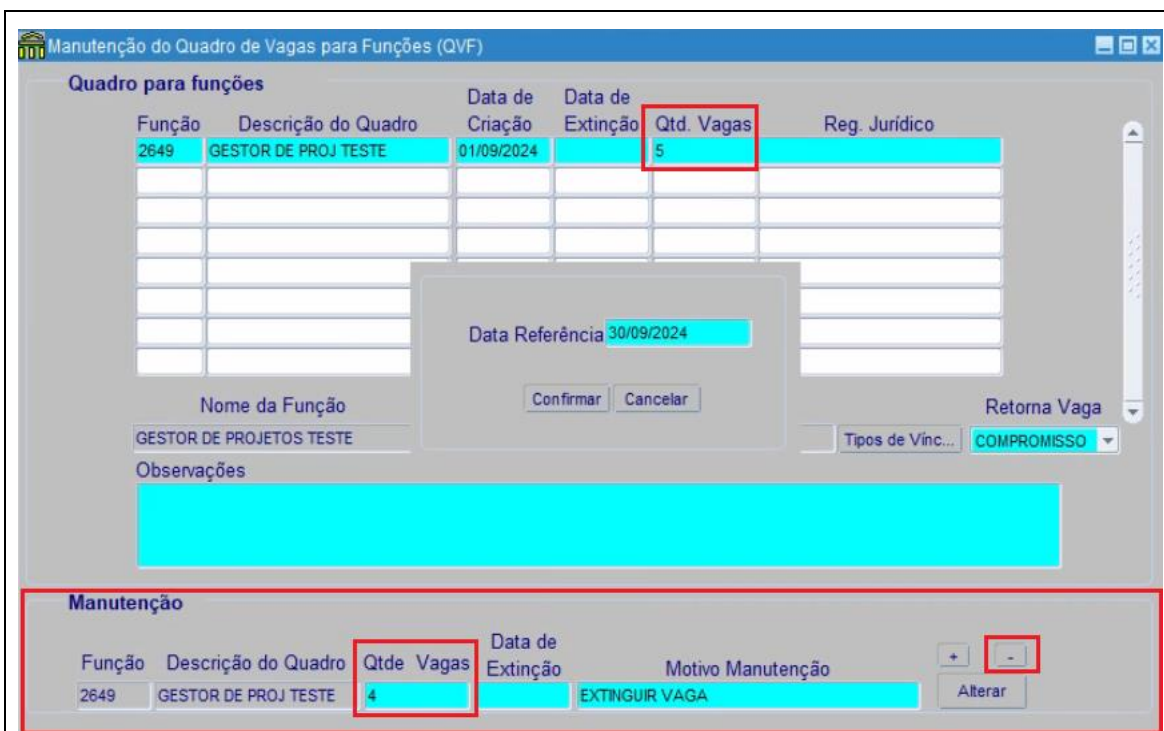 Manutenção do Quadro de Vagas para Funções (QVF)
Quadro para funções
Função Descrição do Quadro Data de Criação Data de Extinção Qtd. Vagas Reg. Jurídico
2649 GESTOR DE PROJ TESTE 01/09/2024 5
Data Referência 30/09/2024
Confirmar Cancelar
Nome da Função Retorna Vaga
GESTOR DE PROJETOS TESTE Tipos de Vínc... COMPROMISSO
Observações
Manutenção
Função Descrição do Quadro Qtde Vagas Data de Extinção Motivo Manutenção + -
2649 GESTOR DE PROJ TESTE 4 EXTINGUIR VAGA Alterar